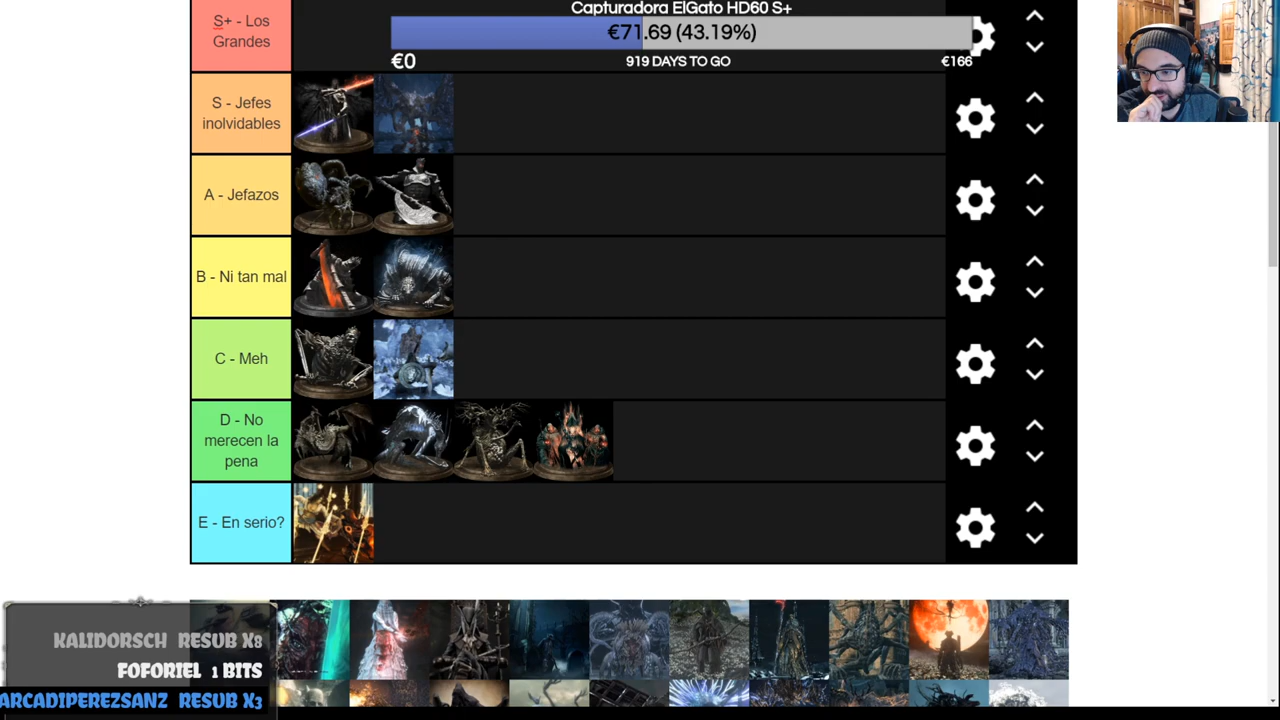 Capturadora ElGato HD60 S+
€71.69 (43.19%)
€0
919 DAYS TO GO
€166
S+ - Los
Grandes
S - Jefes
inolvidables
A - Jefazos
B - Ni tan mal
C - Meh
D - No
merecen la
pena
E - En serio?
KALIDORSCH RESUB X8
FOFORIEL 1 BITS
ARCADIPEREZSANZ RESUB X3